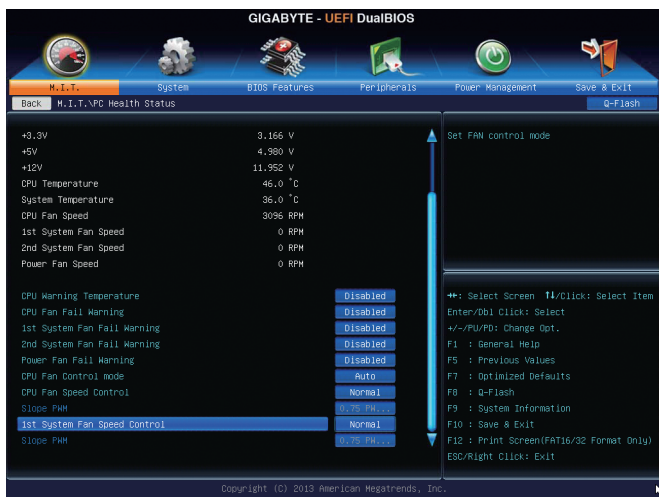 GIGABYTE - UEFI DualBIOS
M.I.T. System BIOS Features Peripherals Power Management Save & Exit
Back M.I.T.\PC Health Status Q-Flash
+3.3V 3.166 V
+5V 4.980 V
+12V 11.952 V
CPU Temperature 46.0 °C
System Temperature 36.0 °C
CPU Fan Speed 3096 RPM
1st System Fan Speed 0 RPM
2nd System Fan Speed 0 RPM
Power Fan Speed 0 RPM
CPU Warning Temperature Disabled
CPU Fan Fail Warning Disabled
1st System Fan Fail Warning Disabled
2nd System Fan Fail Warning Disabled
Power Fan Fail Warning Disabled
CPU Fan Control mode Auto
CPU Fan Speed Control Normal
Slope PWM 0.75 PW...
1st System Fan Speed Control Normal
Slope PWM 0.75 PW...
Set FAN control mode
→←: Select Screen ↑↓/Click: Select Item
Enter/Dbl Click: Select
+/-/PU/PD: Change Opt.
F1 : General Help
F5 : Previous Values
F7 : Optimized Defaults
F8 : Q-Flash
F9 : System Information
F10 : Save & Exit
F12 : Print Screen(FAT16/32 Format Only)
ESC/Right Click: Exit
Copyright (C) 2013 American Megatrends, Inc.